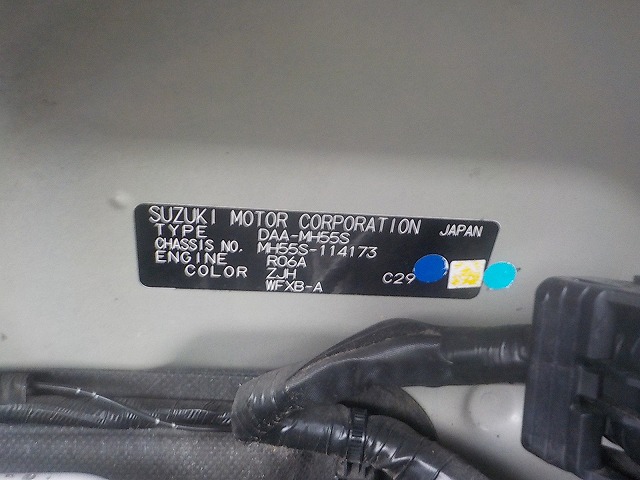 SUZUKI MOTOR CORPORATION JAPAN
TYPE DAA-MH55S
CHASSIS NO. MH55S-114173
ENGINE R06A
COLOR ZJH C29
WFXB-A